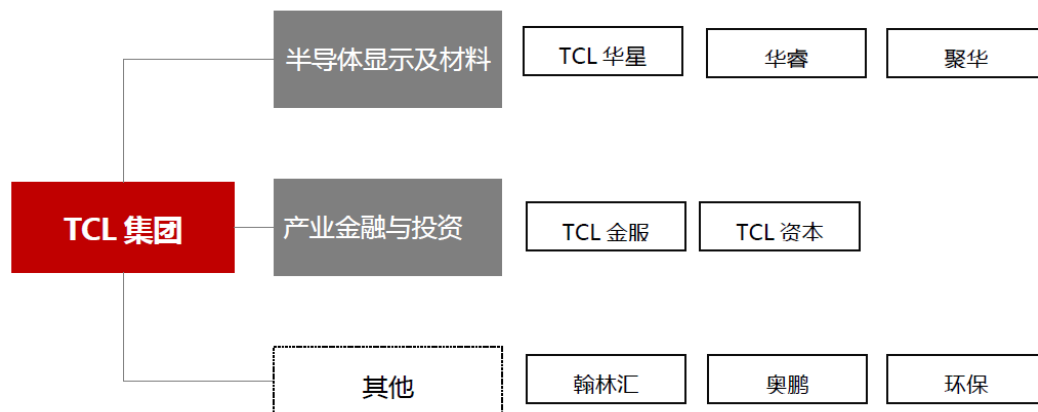 半导体显示及材料
TCL 华星
华睿
聚华
TCL 集团
产业金融与投资
TCL 金服
TCL 资本
其他
翰林汇
奥鹏
环保